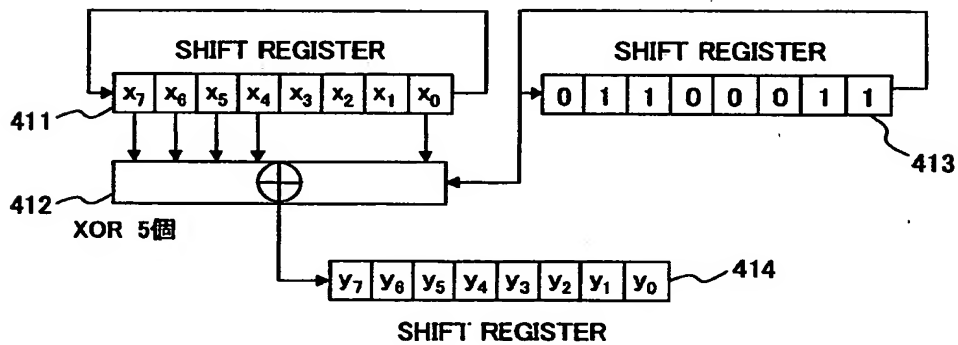 SHIFT REGISTER
SHIFT REGISTER
x7 x6 x5 x4 x3 x2 x1 x0
0 1 1 0 0 0 1 1
411
413
412
XOR 5個
y7 y6 y5 y4 y3 y2 y1 y0
414
SHIFT REGISTER